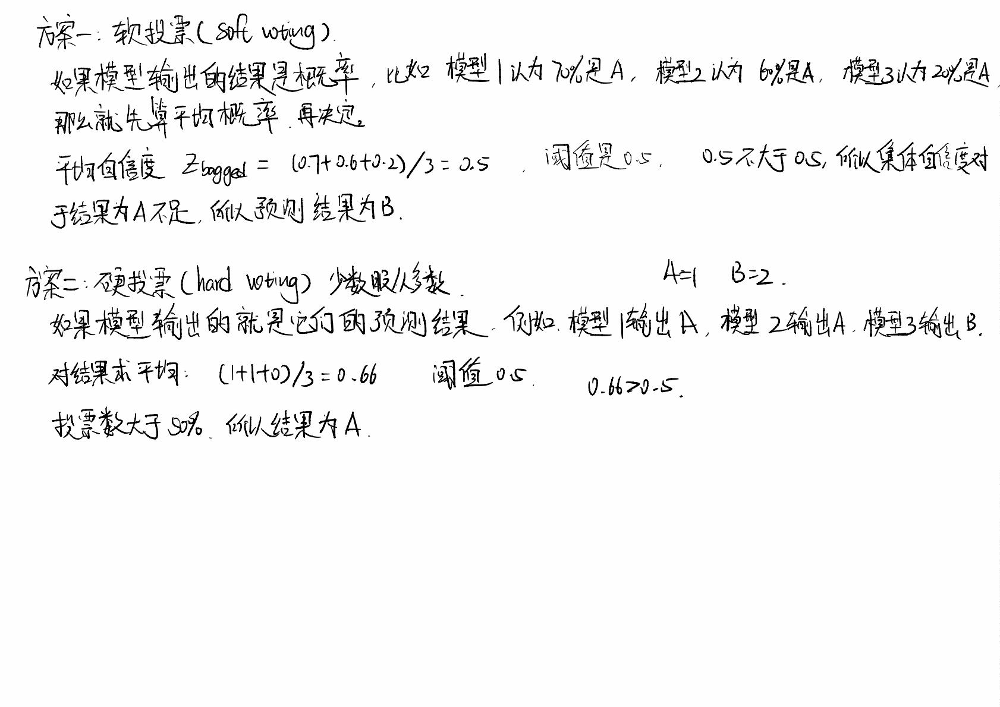 方案一：软投票(soft voting).
如果模型输出的结果是概率，比如 模型1认为70%是A，模型2认为 60%是A，模型3认为20%是A，
那么就先算平均概率．再决定。
平均自信度 Zbagged = (0.7+0.6+0.2)/3=0.5 ，阈值是0.5． 0.5不大于0.5，所以集体自信度对
于结果为A不足，所以预测结果为B．
方案二：硬投票(hard voting) 少数服从多数． A=1 B=2.
如果模型输出的就是它们的预测结果．例如．模型1输出A，模型2输出A．模型3输出B．
对结果求平均： (1+1+0)/3=0.66 阈值0.5． 0.66>0.5.
投票数大于50%．所以结果为A．